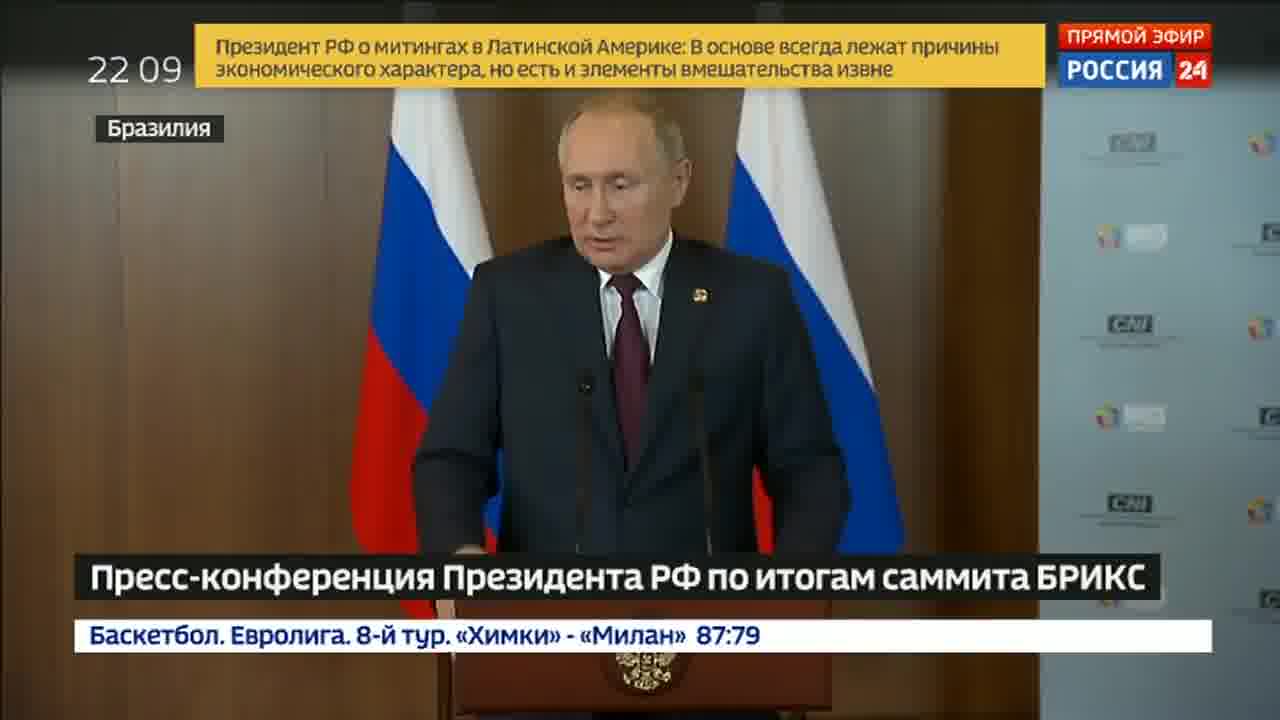 22 09
Президент РФ о митингах в Латинской Америке: В основе всегда лежат причины
экономического характера, но есть и элементы вмешательства извне
ПРЯМОЙ ЭФИР
РОССИЯ 24
Бразилия
CNI
CNI
CNI
Пресс-конференция Президента РФ по итогам саммита БРИКС
Баскетбол. Евролига. 8-й тур. «Химки» - «Милан» 87:79